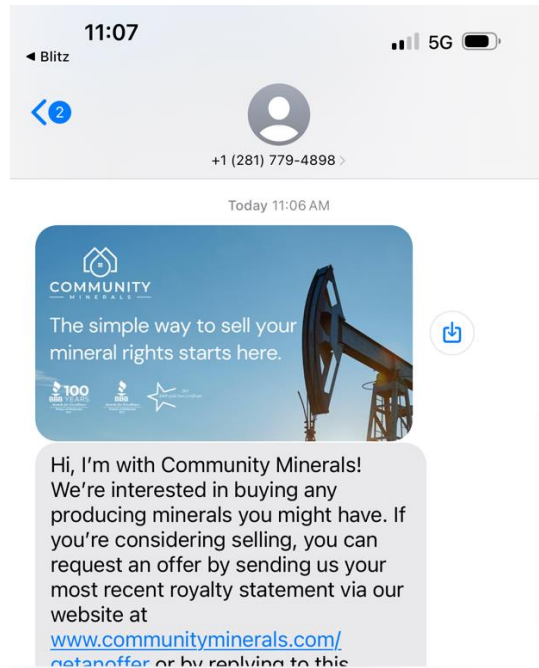 11:07
◀ Blitz
5G
2
+1 (281) 779-4898 >
Today 11:06 AM
COMMUNITY
MINERALS
The simple way to sell your
mineral rights starts here.
100
BBB YEARS
BBB
Hi, I'm with Community Minerals!
We're interested in buying any
producing minerals you might have. If
you're considering selling, you can
request an offer by sending us your
most recent royalty statement via our
website at
www.communityminerals.com/
getanoffer or by replying to this